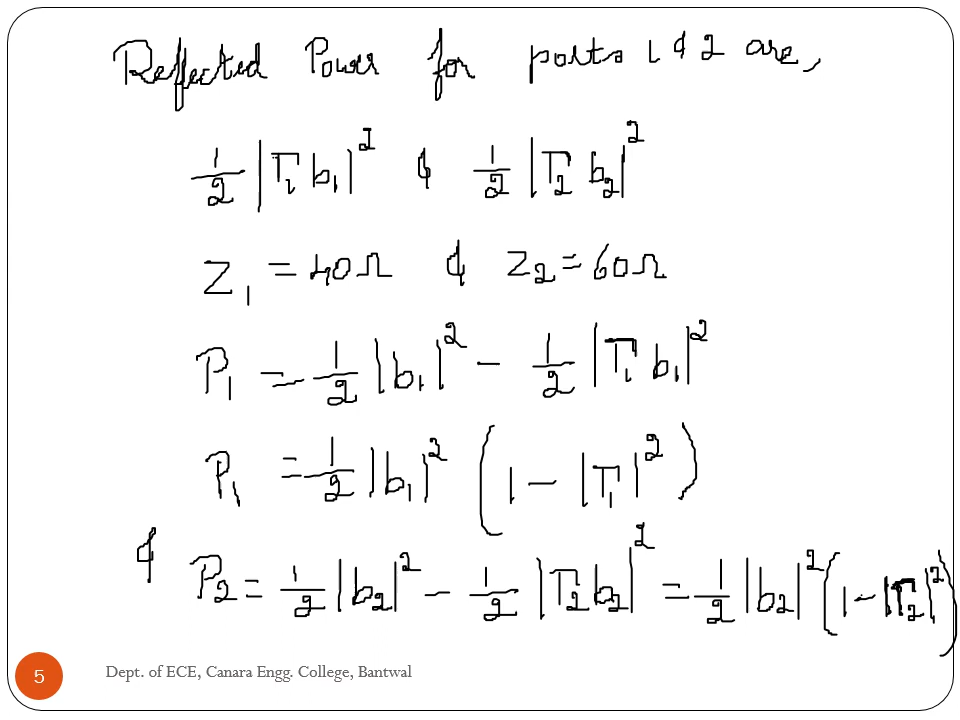 Reflected Power for ports 1 & 2 are,
1/2 |Γ₁ b₁|² & 1/2 |Γ₂ b₂|²
Z₁ = 40Ω & Z₂ = 60Ω
P₁ = 1/2 |b₁|² - 1/2 |Γ₁ b₁|²
P₁ = 1/2 |b₁|² (1 - |Γ₁|²)
& P₂ = 1/2 |b₂|² - 1/2 |Γ₂ b₂|² = 1/2 |b₂|² (1 - |Γ₂|²)
5 Dept. of ECE, Canara Engg. College, Bantwal